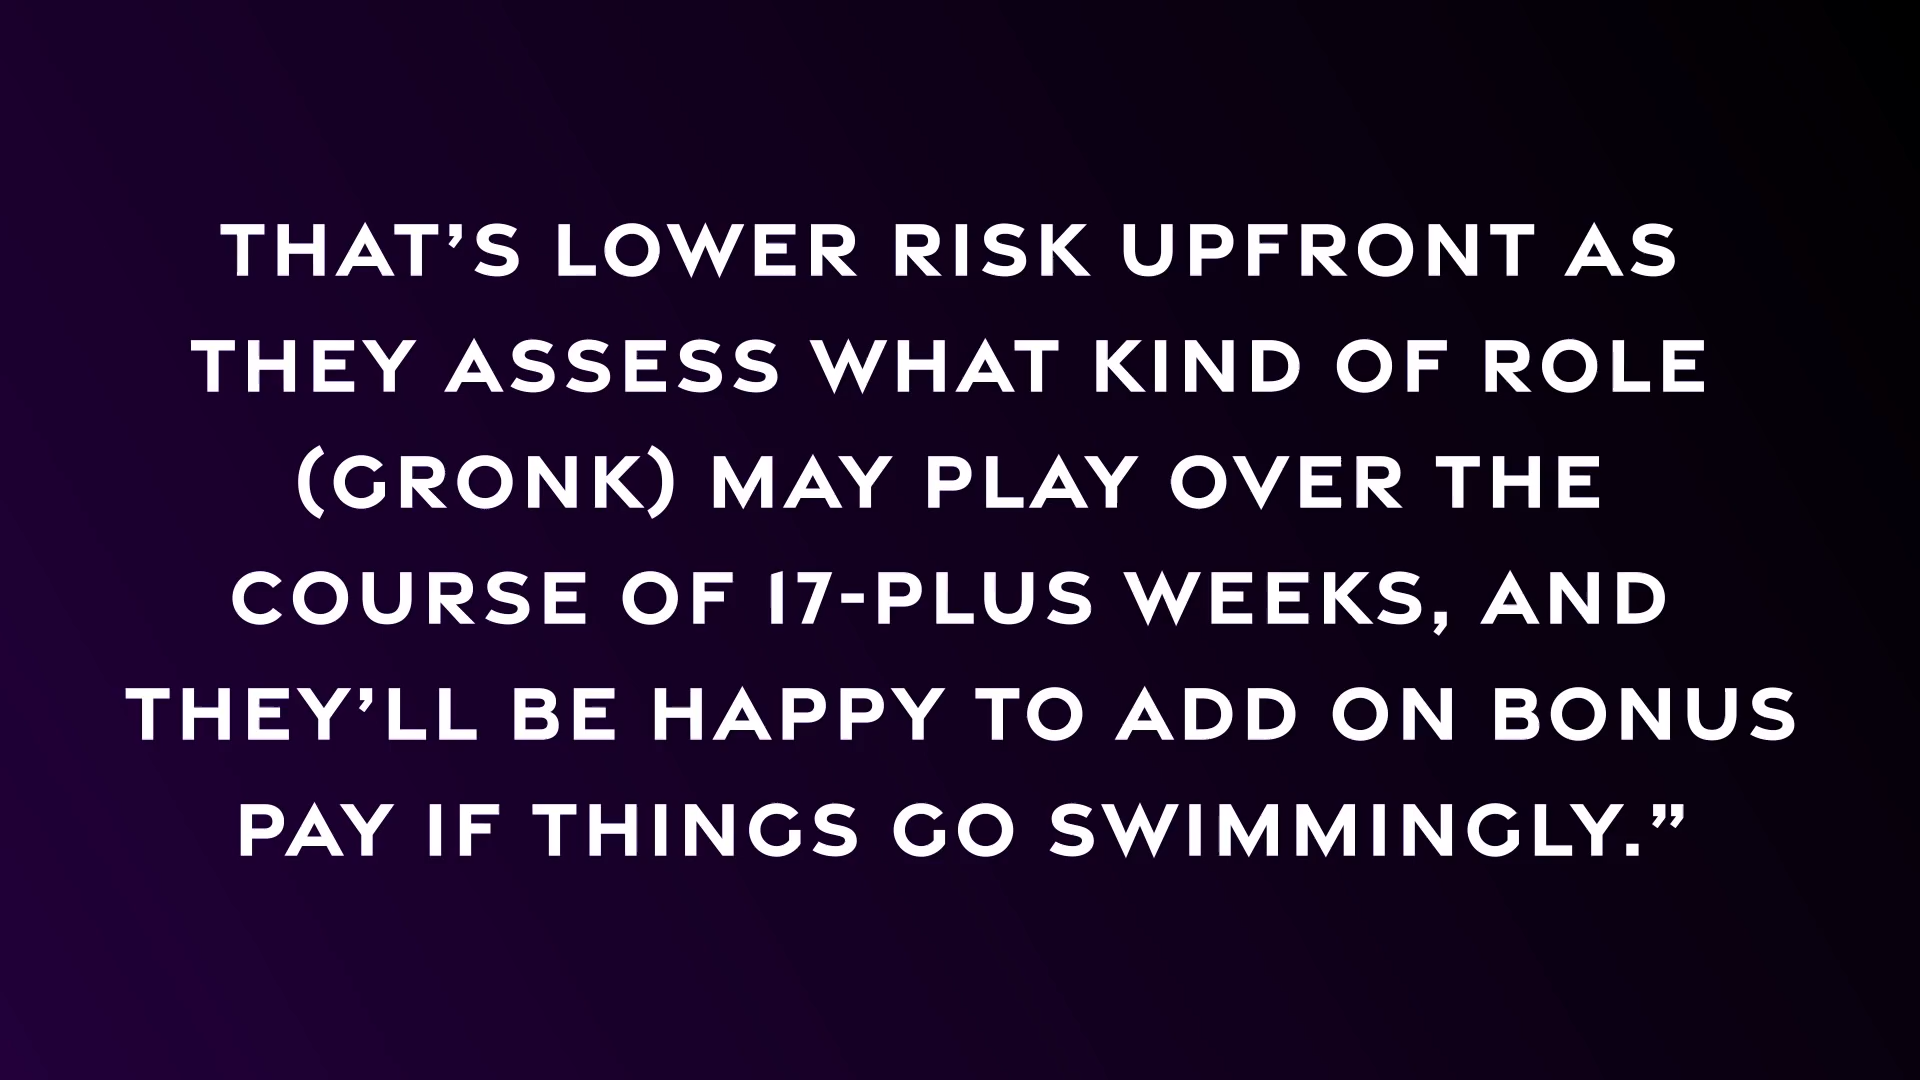 THAT’S LOWER RISK UPFRONT AS
THEY ASSESS WHAT KIND OF ROLE
(GRONK) MAY PLAY OVER THE
COURSE OF 17-PLUS WEEKS, AND
THEY’LL BE HAPPY TO ADD ON BONUS
PAY IF THINGS GO SWIMMINGLY.”